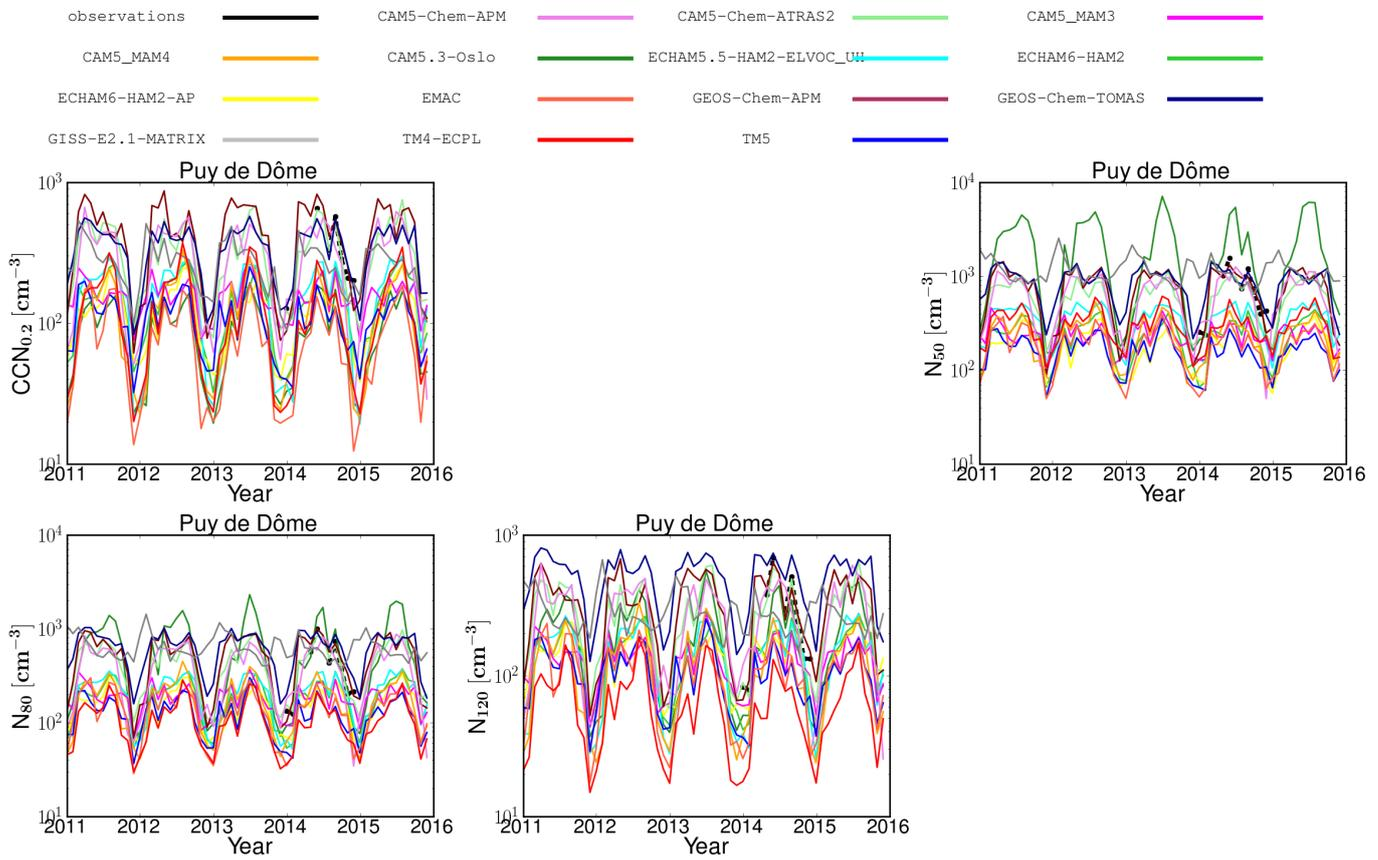 observations CAM5-Chem-APM CAM5-Chem-ATRAS2 CAM5_MAM3
CAM5_MAM4 CAM5.3-Oslo ECHAM5.5-HAM2-ELVOC_UH ECHAM6-HAM2
ECHAM6-HAM2-AP EMAC GEOS-Chem-APM GEOS-Chem-TOMAS
GISS-E2.1-MATRIX TM4-ECPL TM5
Puy de Dôme
10³
10²
10¹
CCN₀.₂ [cm⁻³]
2011 2012 2013 2014 2015 2016
Year
Puy de Dôme
10⁴
10³
10²
10¹
N₅₀ [cm⁻³]
2011 2012 2013 2014 2015 2016
Year
Puy de Dôme
10⁴
10³
10²
10¹
N₈₀ [cm⁻³]
2011 2012 2013 2014 2015 2016
Year
Puy de Dôme
10³
10²
10¹
N₁₂₀ [cm⁻³]
2011 2012 2013 2014 2015 2016
Year